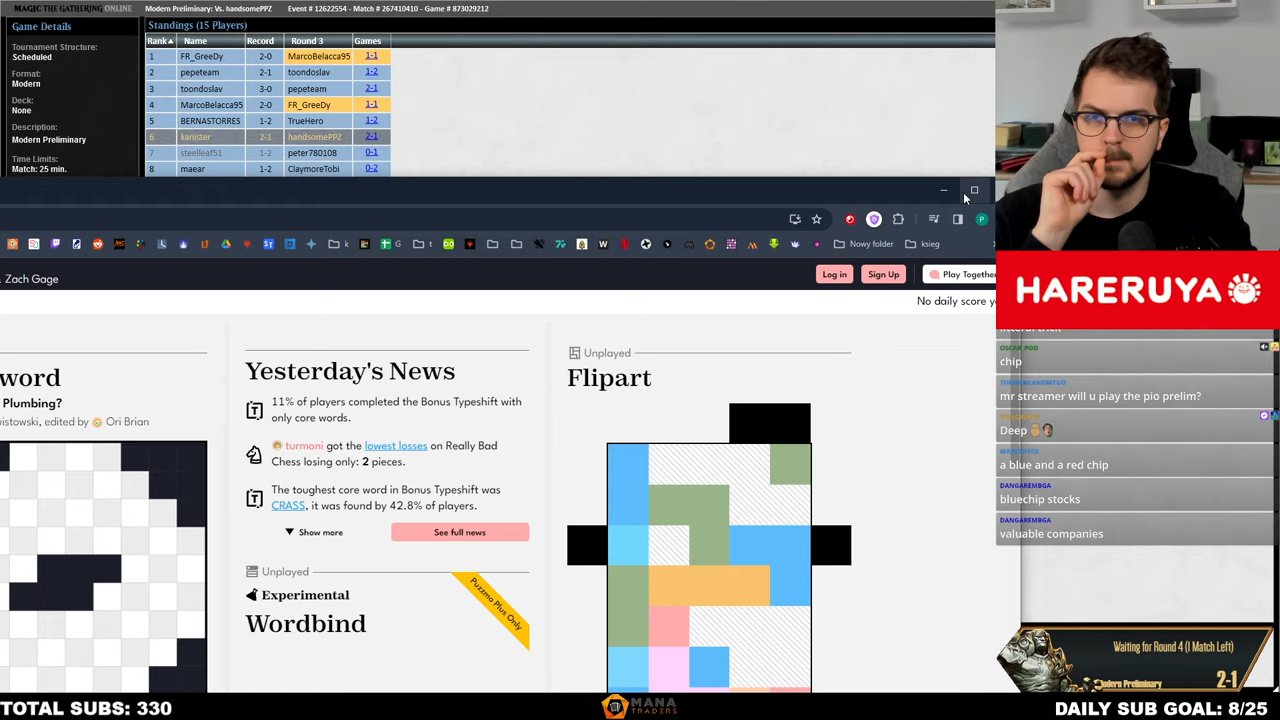 MAGIC THE GATHERING ONLINE
Modern Preliminary: Vs. handsomePPZ
Event # 12622554 - Match # 267410410 - Game # 873029212
Game Details
Tournament Structure:
Scheduled
Format:
Modern
Deck:
None
Description:
Modern Preliminary
Time Limits:
Match: 25 min.
Standings (15 Players)
Rank Name Record Round 3 Games
1 FR_GreeDy 2-0 MarcoBelacca95 1-1
2 pepeteam 2-1 toondoslav 1-2
3 toondoslav 3-0 pepeteam 2-1
4 MarcoBelacca95 2-0 FR_GreeDy 1-1
5 BERNASTORRES 1-2 TrueHero 1-2
6 kanister 2-1 handsomePPZ 2-1
7 steelleaf51 1-2 peter780108 0-1
8 maear 1-2 ClaymoreTobi 0-2
k
G
t
Nowy folder
ksieg
Zach Gage
Log in
Sign Up
Play Together
No daily score y
word
Plumbing?
wistowski, edited by Ori Brian
Yesterday's News
11% of players completed the Bonus Typeshift with
only core words.
turmoni got the lowest losses on Really Bad
Chess losing only: 2 pieces.
The toughest core word in Bonus Typeshift was
CRASS, it was found by 42.8% of players.
Show more
See full news
Unplayed
Experimental
Wordbind
Puzzmo Plus Only
Unplayed
Flipart
HARERUYA
OSCAR_POD
chip
mr streamer will u play the pio prelim?
Deep
a blue and a red chip
DANGAREMBGA
bluechip stocks
DANGAREMBGA
valuable companies
Waiting for Round 4 (1 Match Left)
Modern Preliminary
2-1
TOTAL SUBS: 330
MANA
TRADERS
DAILY SUB GOAL: 8/25